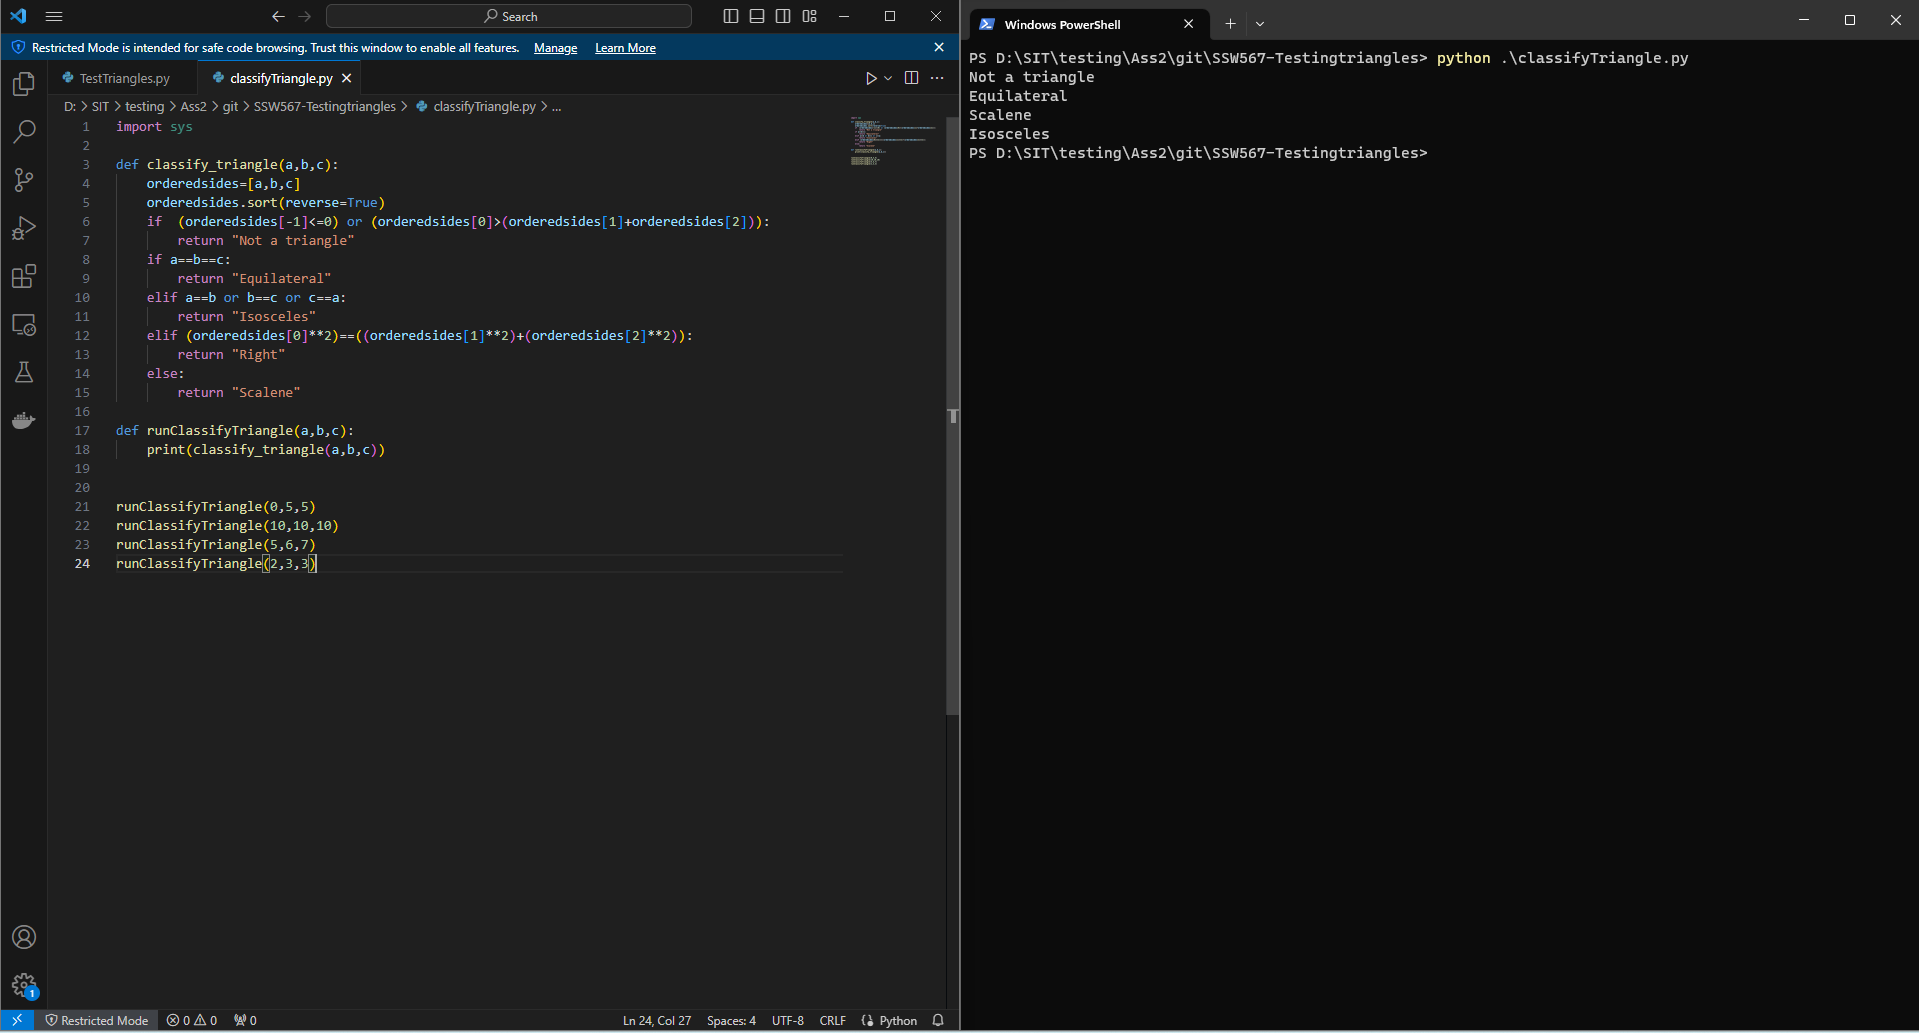 Search
Restricted Mode is intended for safe code browsing. Trust this window to enable all features. Manage Learn More
TestTriangles.py classifyTriangle.py
D: > SIT > testing > Ass2 > git > SSW567-Testingtriangles > classifyTriangle.py > ...
1 import sys
2
3 def classify_triangle(a,b,c):
4     orderedsides=[a,b,c]
5     orderedsides.sort(reverse=True)
6     if  (orderedsides[-1]<=0) or (orderedsides[0]>(orderedsides[1]+orderedsides[2])):
7         return "Not a triangle"
8     if a==b==c:
9         return "Equilateral"
10     elif a==b or b==c or c==a:
11         return "Isosceles"
12     elif (orderedsides[0]**2)==((orderedsides[1]**2)+(orderedsides[2]**2)):
13         return "Right"
14     else:
15         return "Scalene"
16
17 def runClassifyTriangle(a,b,c):
18     print(classify_triangle(a,b,c))
19
20
21 runClassifyTriangle(0,5,5)
22 runClassifyTriangle(10,10,10)
23 runClassifyTriangle(5,6,7)
24 runClassifyTriangle(2,3,3)
1
Restricted Mode 0 0 0 Ln 24, Col 27 Spaces: 4 UTF-8 CRLF Python
Windows PowerShell
PS D:\SIT\testing\Ass2\git\SSW567-Testingtriangles> python .\classifyTriangle.py
Not a triangle
Equilateral
Scalene
Isosceles
PS D:\SIT\testing\Ass2\git\SSW567-Testingtriangles>